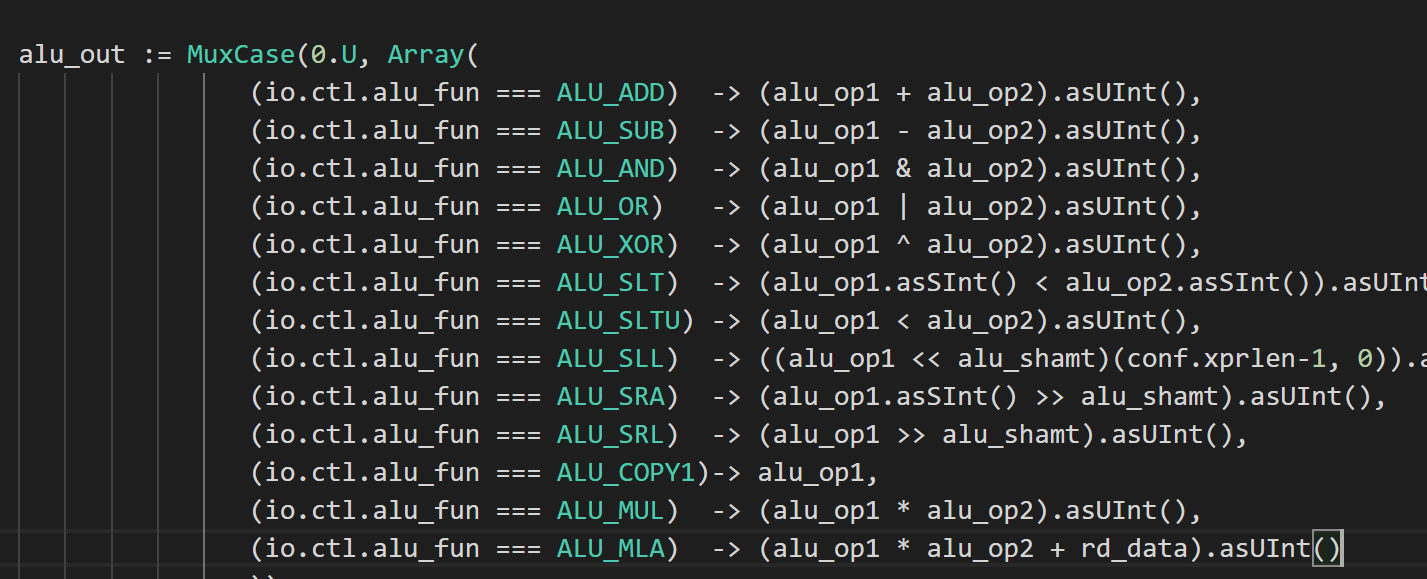 alu_out := MuxCase(0.U, Array(
(io.ctl.alu_fun === ALU_ADD)  -> (alu_op1 + alu_op2).asUInt(),
(io.ctl.alu_fun === ALU_SUB)  -> (alu_op1 - alu_op2).asUInt(),
(io.ctl.alu_fun === ALU_AND)  -> (alu_op1 & alu_op2).asUInt(),
(io.ctl.alu_fun === ALU_OR)   -> (alu_op1 | alu_op2).asUInt(),
(io.ctl.alu_fun === ALU_XOR)  -> (alu_op1 ^ alu_op2).asUInt(),
(io.ctl.alu_fun === ALU_SLT)  -> (alu_op1.asSInt() < alu_op2.asSInt()).asUInt
(io.ctl.alu_fun === ALU_SLTU) -> (alu_op1 < alu_op2).asUInt(),
(io.ctl.alu_fun === ALU_SLL)  -> ((alu_op1 << alu_shamt)(conf.xprlen-1, 0)).a
(io.ctl.alu_fun === ALU_SRA)  -> (alu_op1.asSInt() >> alu_shamt).asUInt(),
(io.ctl.alu_fun === ALU_SRL)  -> (alu_op1 >> alu_shamt).asUInt(),
(io.ctl.alu_fun === ALU_COPY1)-> alu_op1,
(io.ctl.alu_fun === ALU_MUL)  -> (alu_op1 * alu_op2).asUInt(),
(io.ctl.alu_fun === ALU_MLA)  -> (alu_op1 * alu_op2 + rd_data).asUInt()
))